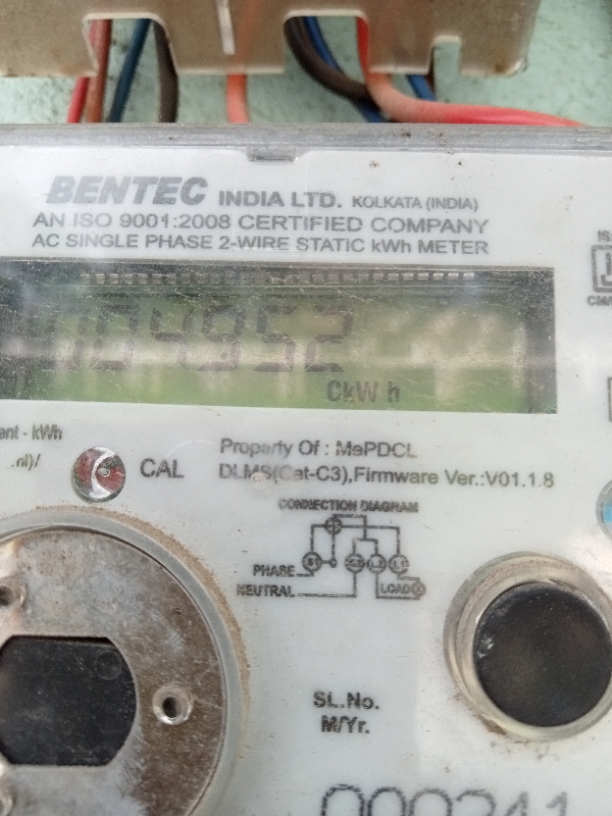 BENTEC INDIA LTD. KOLKATA (INDIA)
AN ISO 9001:2008 CERTIFIED COMPANY
AC SINGLE PHASE 2-WIRE STATIC kWh METER
04952
CkW h
kWh
CAL
Property Of : MePDCL
DLMS(Cat-C3),Firmware Ver.:V01.1.8
CONNECTION DIAGRAM
PHASE
NEUTRAL
LOAD
SL.No.
M/Yr.